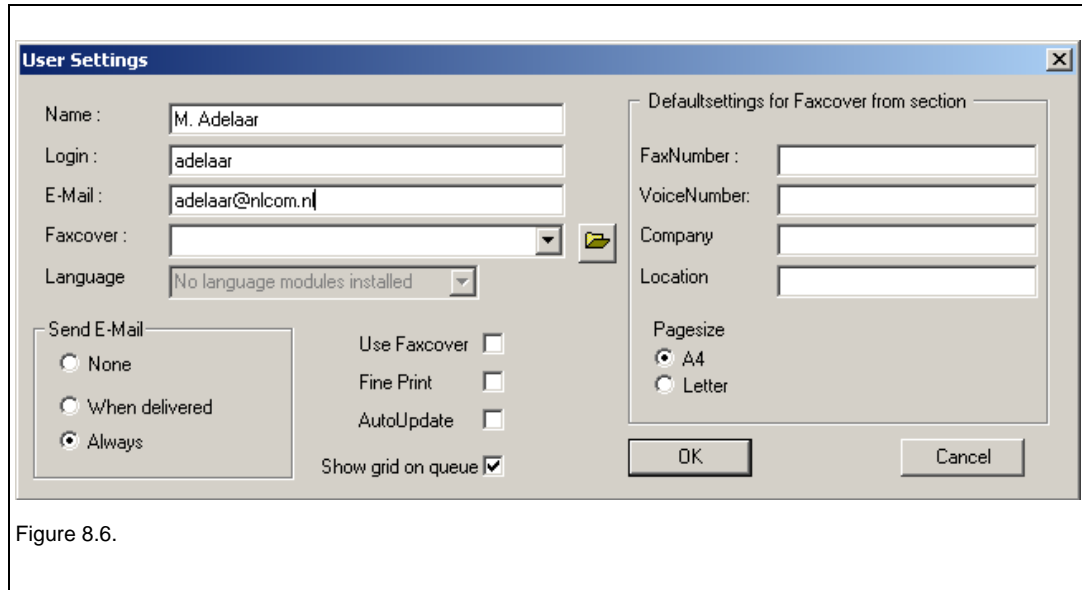 User Settings
Name :
M. Adelaar
Login :
adelaar
E-Mail :
adelaar@nlcom.nl
Faxcover :
Language
No language modules installed
Send E-Mail
None
When delivered
Always
Use Faxcover
Fine Print
AutoUpdate
Show grid on queue
Defaultsettings for Faxcover from section
FaxNumber :
VoiceNumber:
Company
Location
Pagesize
A4
Letter
OK
Cancel
Figure 8.6.